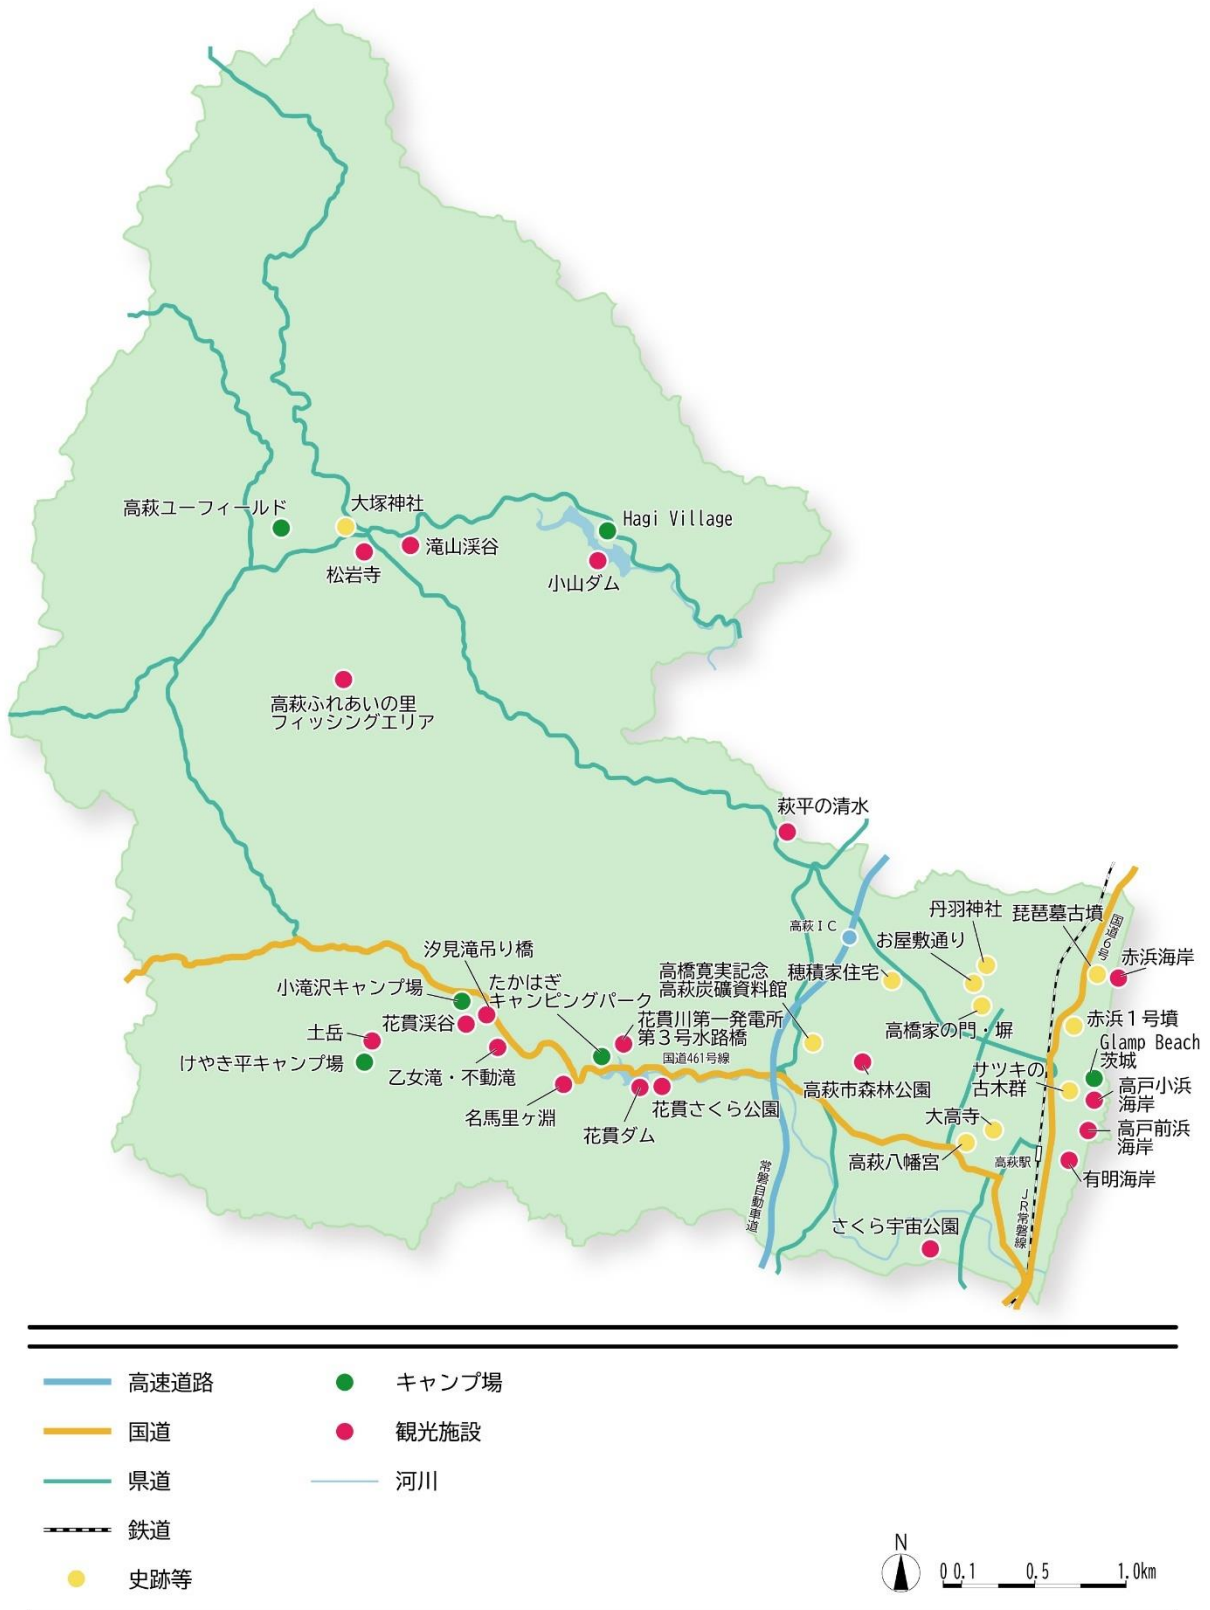 高萩ユーフィールド
大塚神社
松岩寺
滝山渓谷
Hagi Village
小山ダム
高萩ふれあいの里
フィッシングエリア
萩平の清水
高萩IC
丹羽神社
琵琶墓古墳
国道6号
お屋敷通り
赤浜海岸
汐見滝吊り橋
高橋寛実記念
高萩炭礦資料館
穂積家住宅
小滝沢キャンプ場
たかはぎ
キャンピングパーク
花貫渓谷
花貫川第一発電所
第3号水路橋
高橋家の門・塀
赤浜1号墳
土岳
けやき平キャンプ場
乙女滝・不動滝
国道461号線
Glamp Beach
茨城
サツキの
古木群
高萩市森林公園
高戸小浜
海岸
名馬里ヶ淵
花貫さくら公園
花貫ダム
大高寺
高戸前浜
海岸
高萩八幡宮
高萩駅
有明海岸
常磐自動車道
JR常磐線
さくら宇宙公園
高速道路
キャンプ場
国道
観光施設
県道
河川
鉄道
史跡等
N
0 0.1 0.5 1.0km